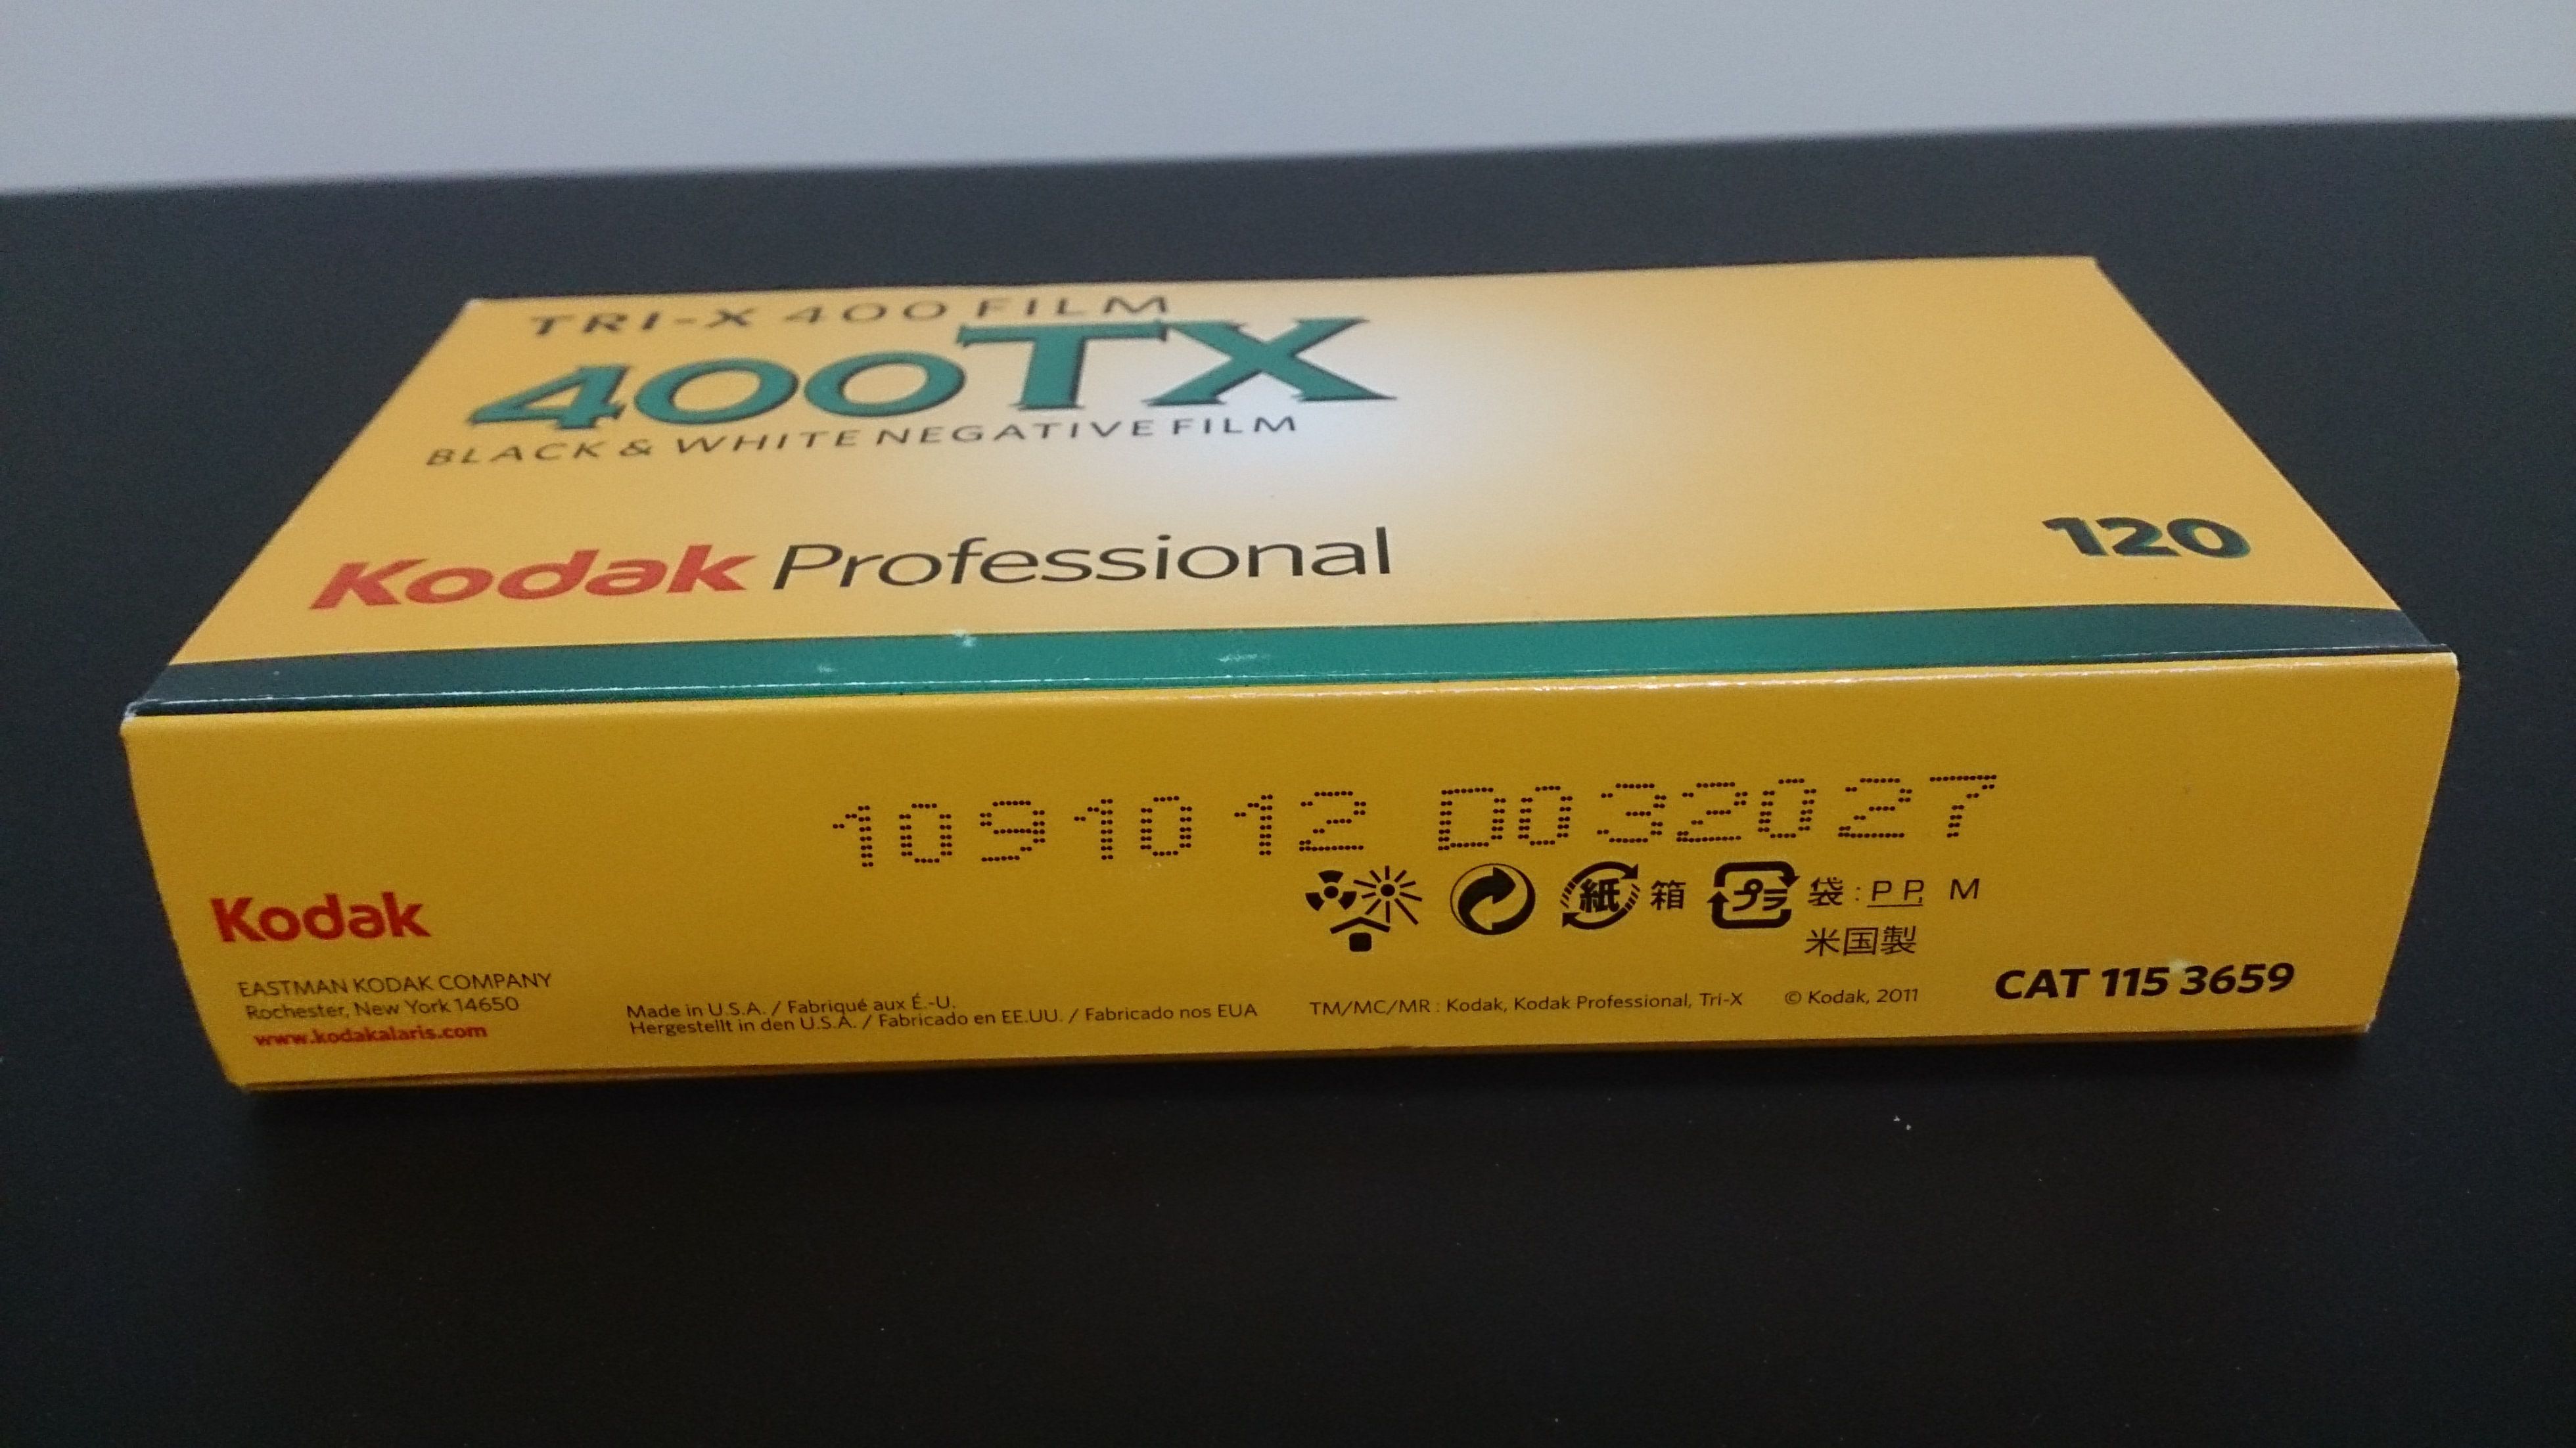 TRI-X 400 FILM
400TX
BLACK & WHITE NEGATIVE FILM
Kodak Professional
120
1091012 D032027
紙 箱 プラ 袋 : PP, M
米国製
Kodak
EASTMAN KODAK COMPANY
Rochester, New York 14650
www.kodakalaris.com
Made in U.S.A. / Fabriqué aux É.-U.
Hergestellt in den U.S.A. / Fabricado en EE.UU. / Fabricado nos EUA
TM/MC/MR : Kodak, Kodak Professional, Tri-X © Kodak, 2011
CAT 115 3659